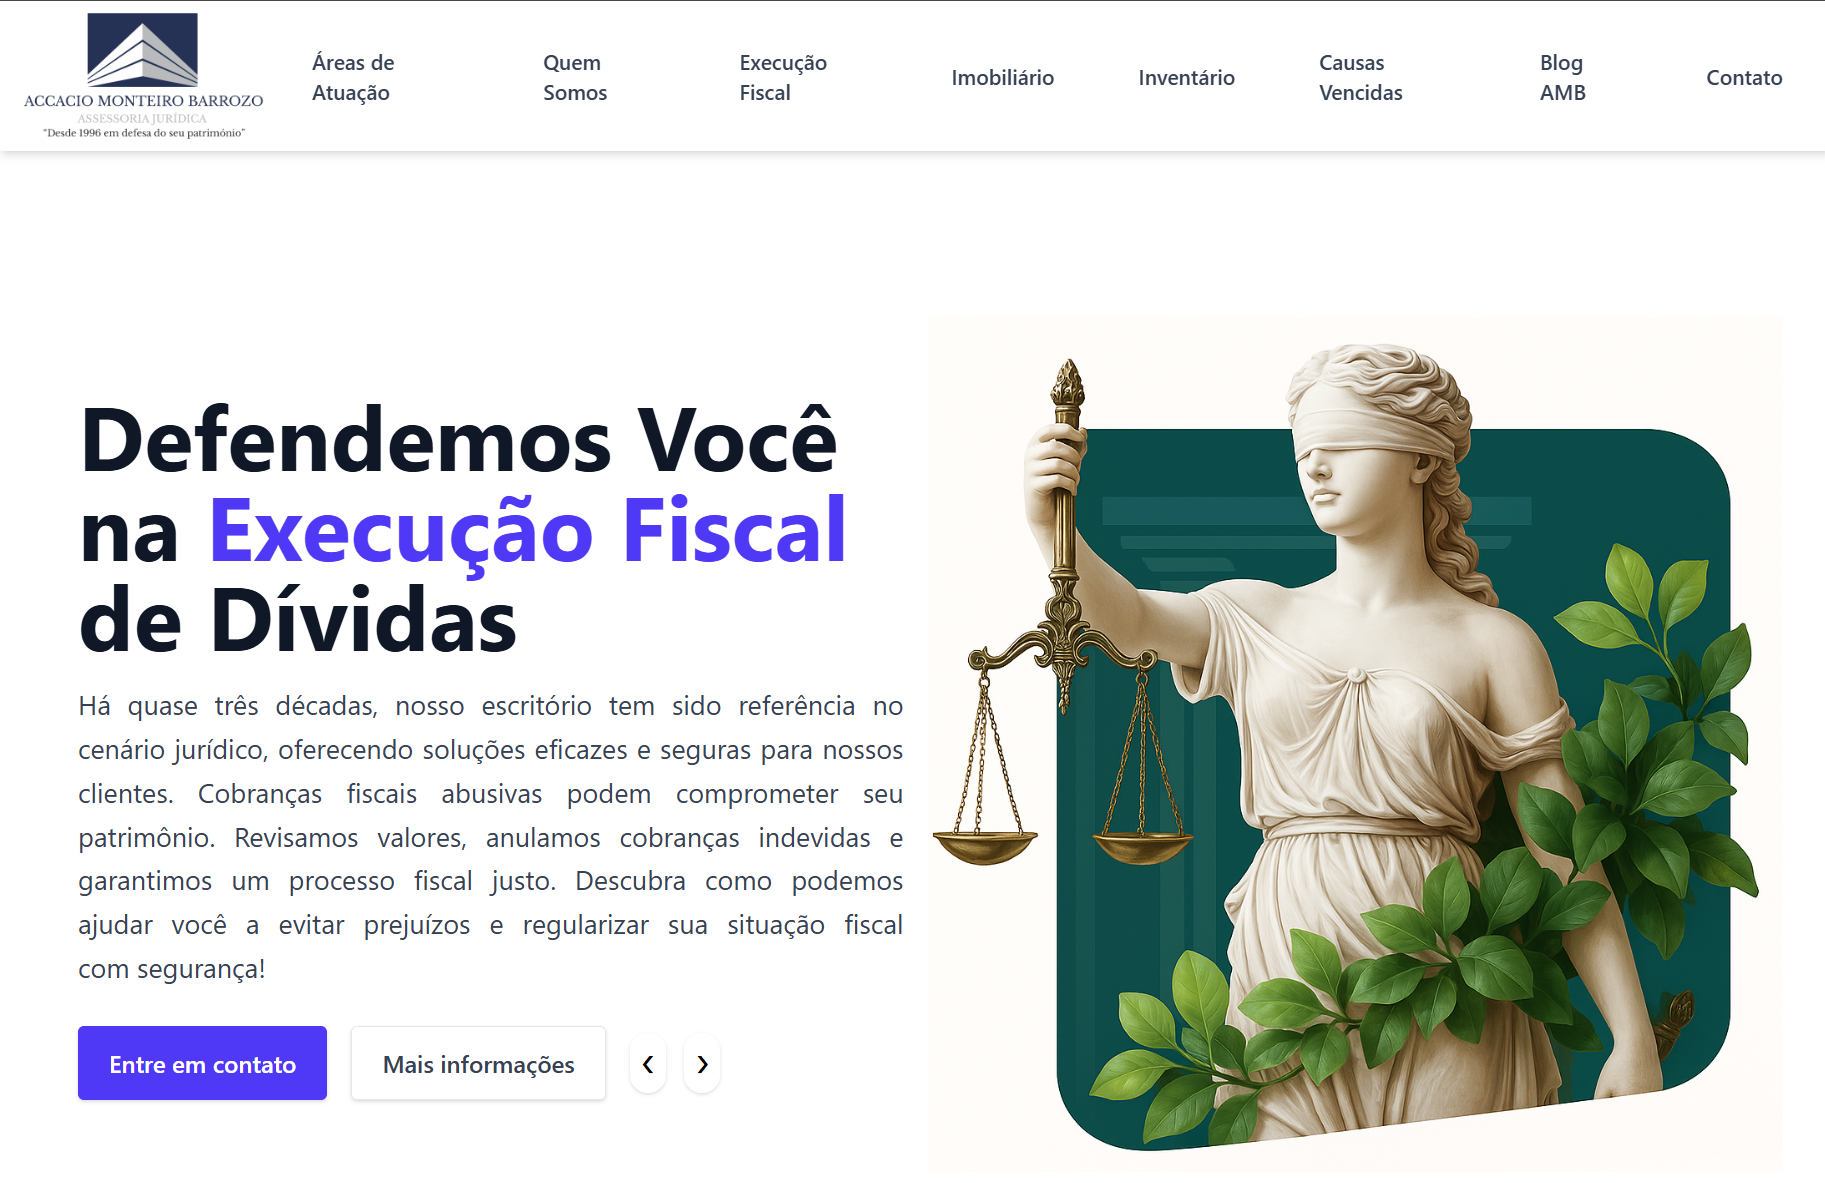 ACCACIO MONTEIRO BARROZO
ASSESSORIA JURÍDICA
"Desde 1996 em defesa do seu patrimônio"
Áreas de
Atuação
Quem
Somos
Execução
Fiscal
Imobiliário
Inventário
Causas
Vencidas
Blog
AMB
Contato
Defendemos Você
na Execução Fiscal
de Dívidas
Há quase três décadas, nosso escritório tem sido referência no
cenário jurídico, oferecendo soluções eficazes e seguras para nossos
clientes. Cobranças fiscais abusivas podem comprometer seu
patrimônio. Revisamos valores, anulamos cobranças indevidas e
garantimos um processo fiscal justo. Descubra como podemos
ajudar você a evitar prejuízos e regularizar sua situação fiscal
com segurança!
Entre em contato
Mais informações
‹
›